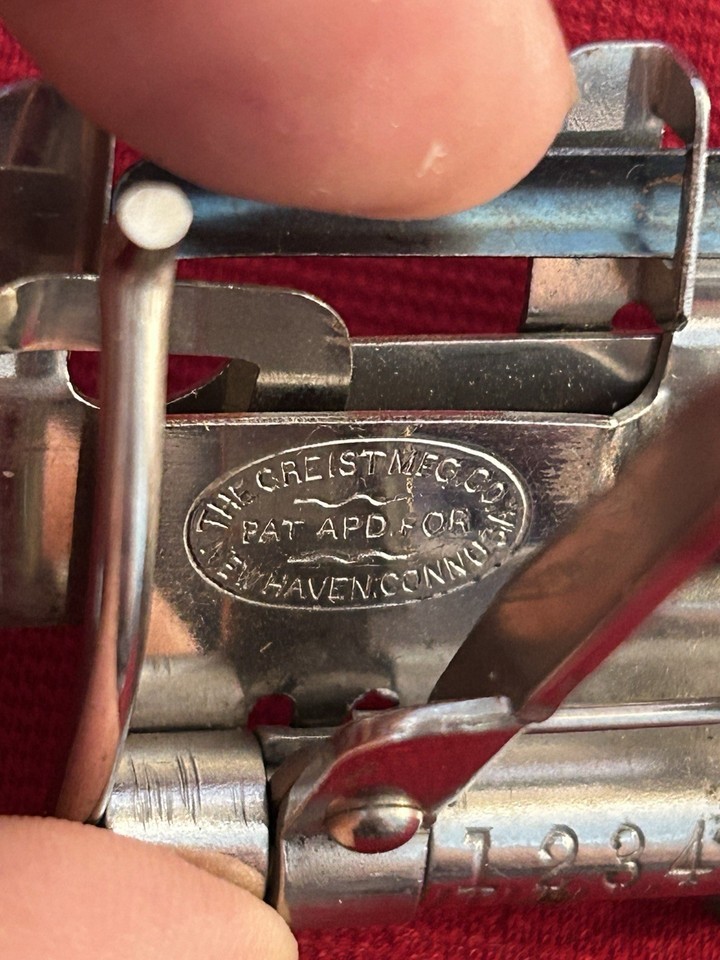 THE GREIST MFG. CO.
PAT APD. FOR
NEW HAVEN. CONN. U.S.A.
1 2 3 4